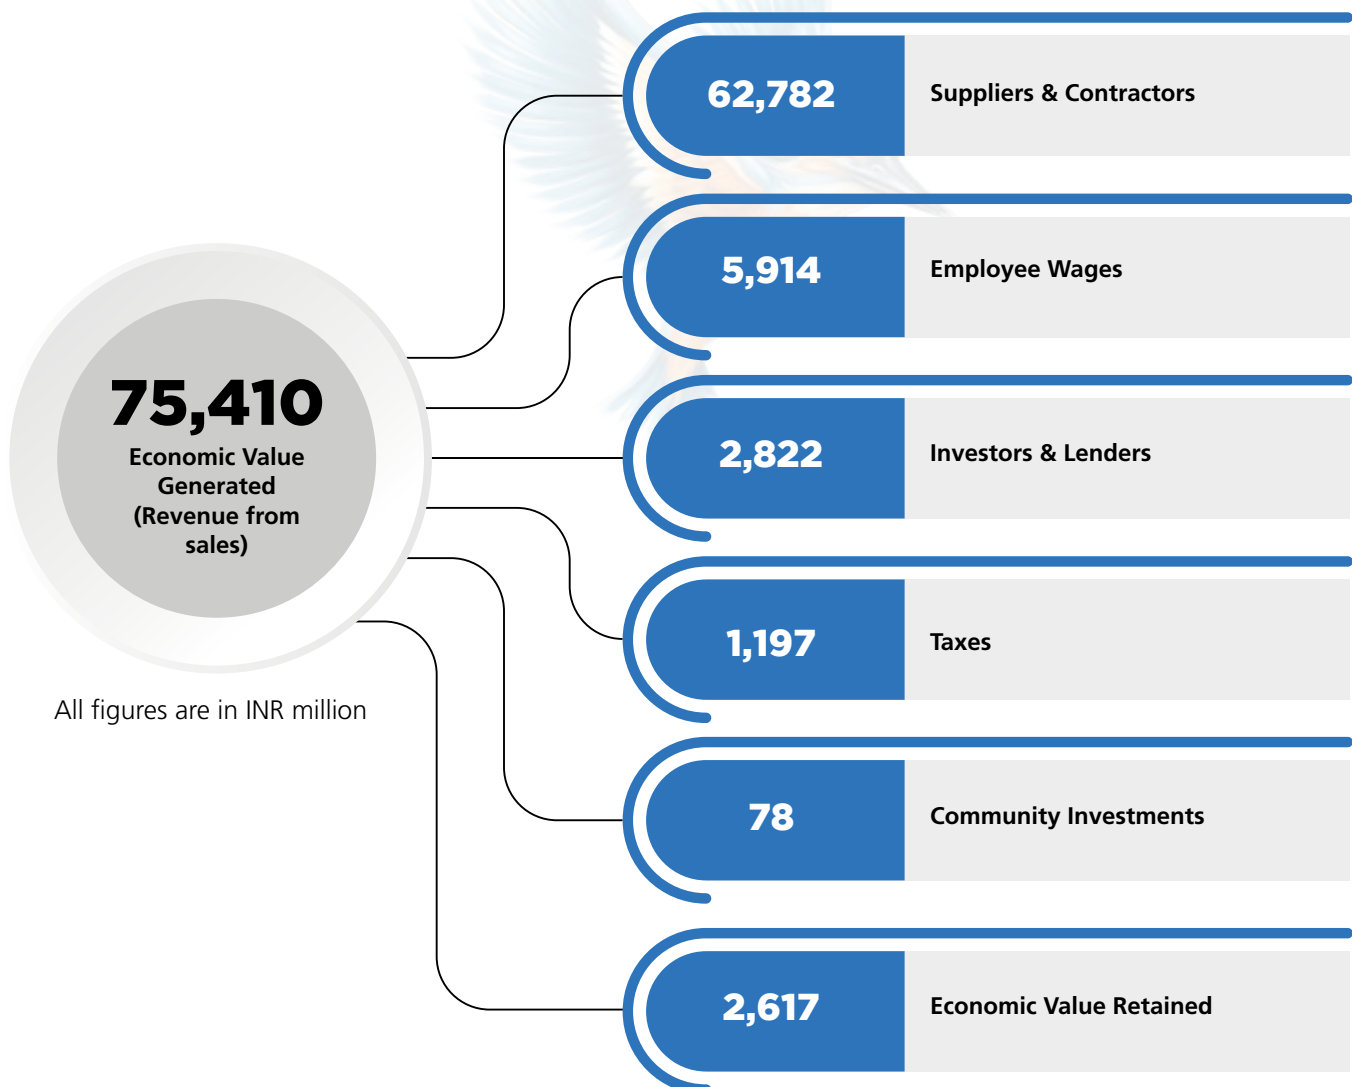 75,410
Economic Value
Generated
(Revenue from
sales)
All figures are in INR million
62,782
Suppliers & Contractors
5,914
Employee Wages
2,822
Investors & Lenders
1,197
Taxes
78
Community Investments
2,617
Economic Value Retained